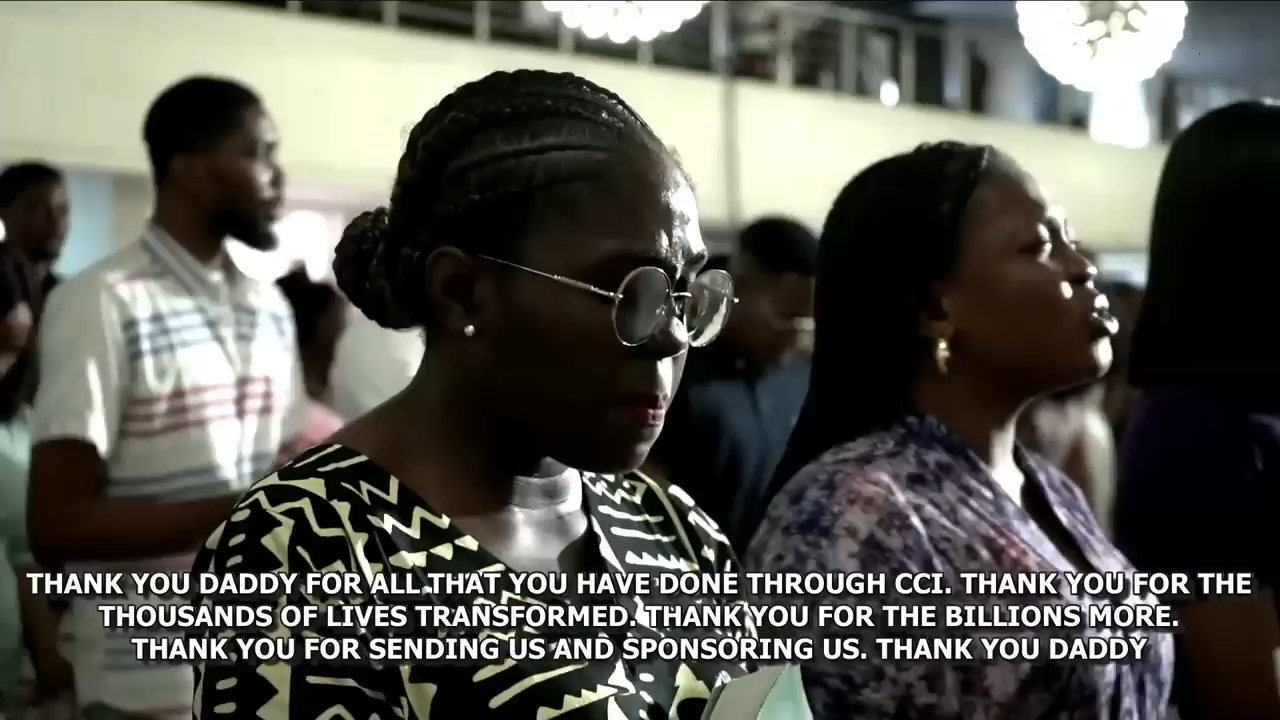 THANK YOU DADDY FOR ALL THAT YOU HAVE DONE THROUGH CCI. THANK YOU FOR THE
THOUSANDS OF LIVES TRANSFORMED. THANK YOU FOR THE BILLIONS MORE.
THANK YOU FOR SENDING US AND SPONSORING US. THANK YOU DADDY